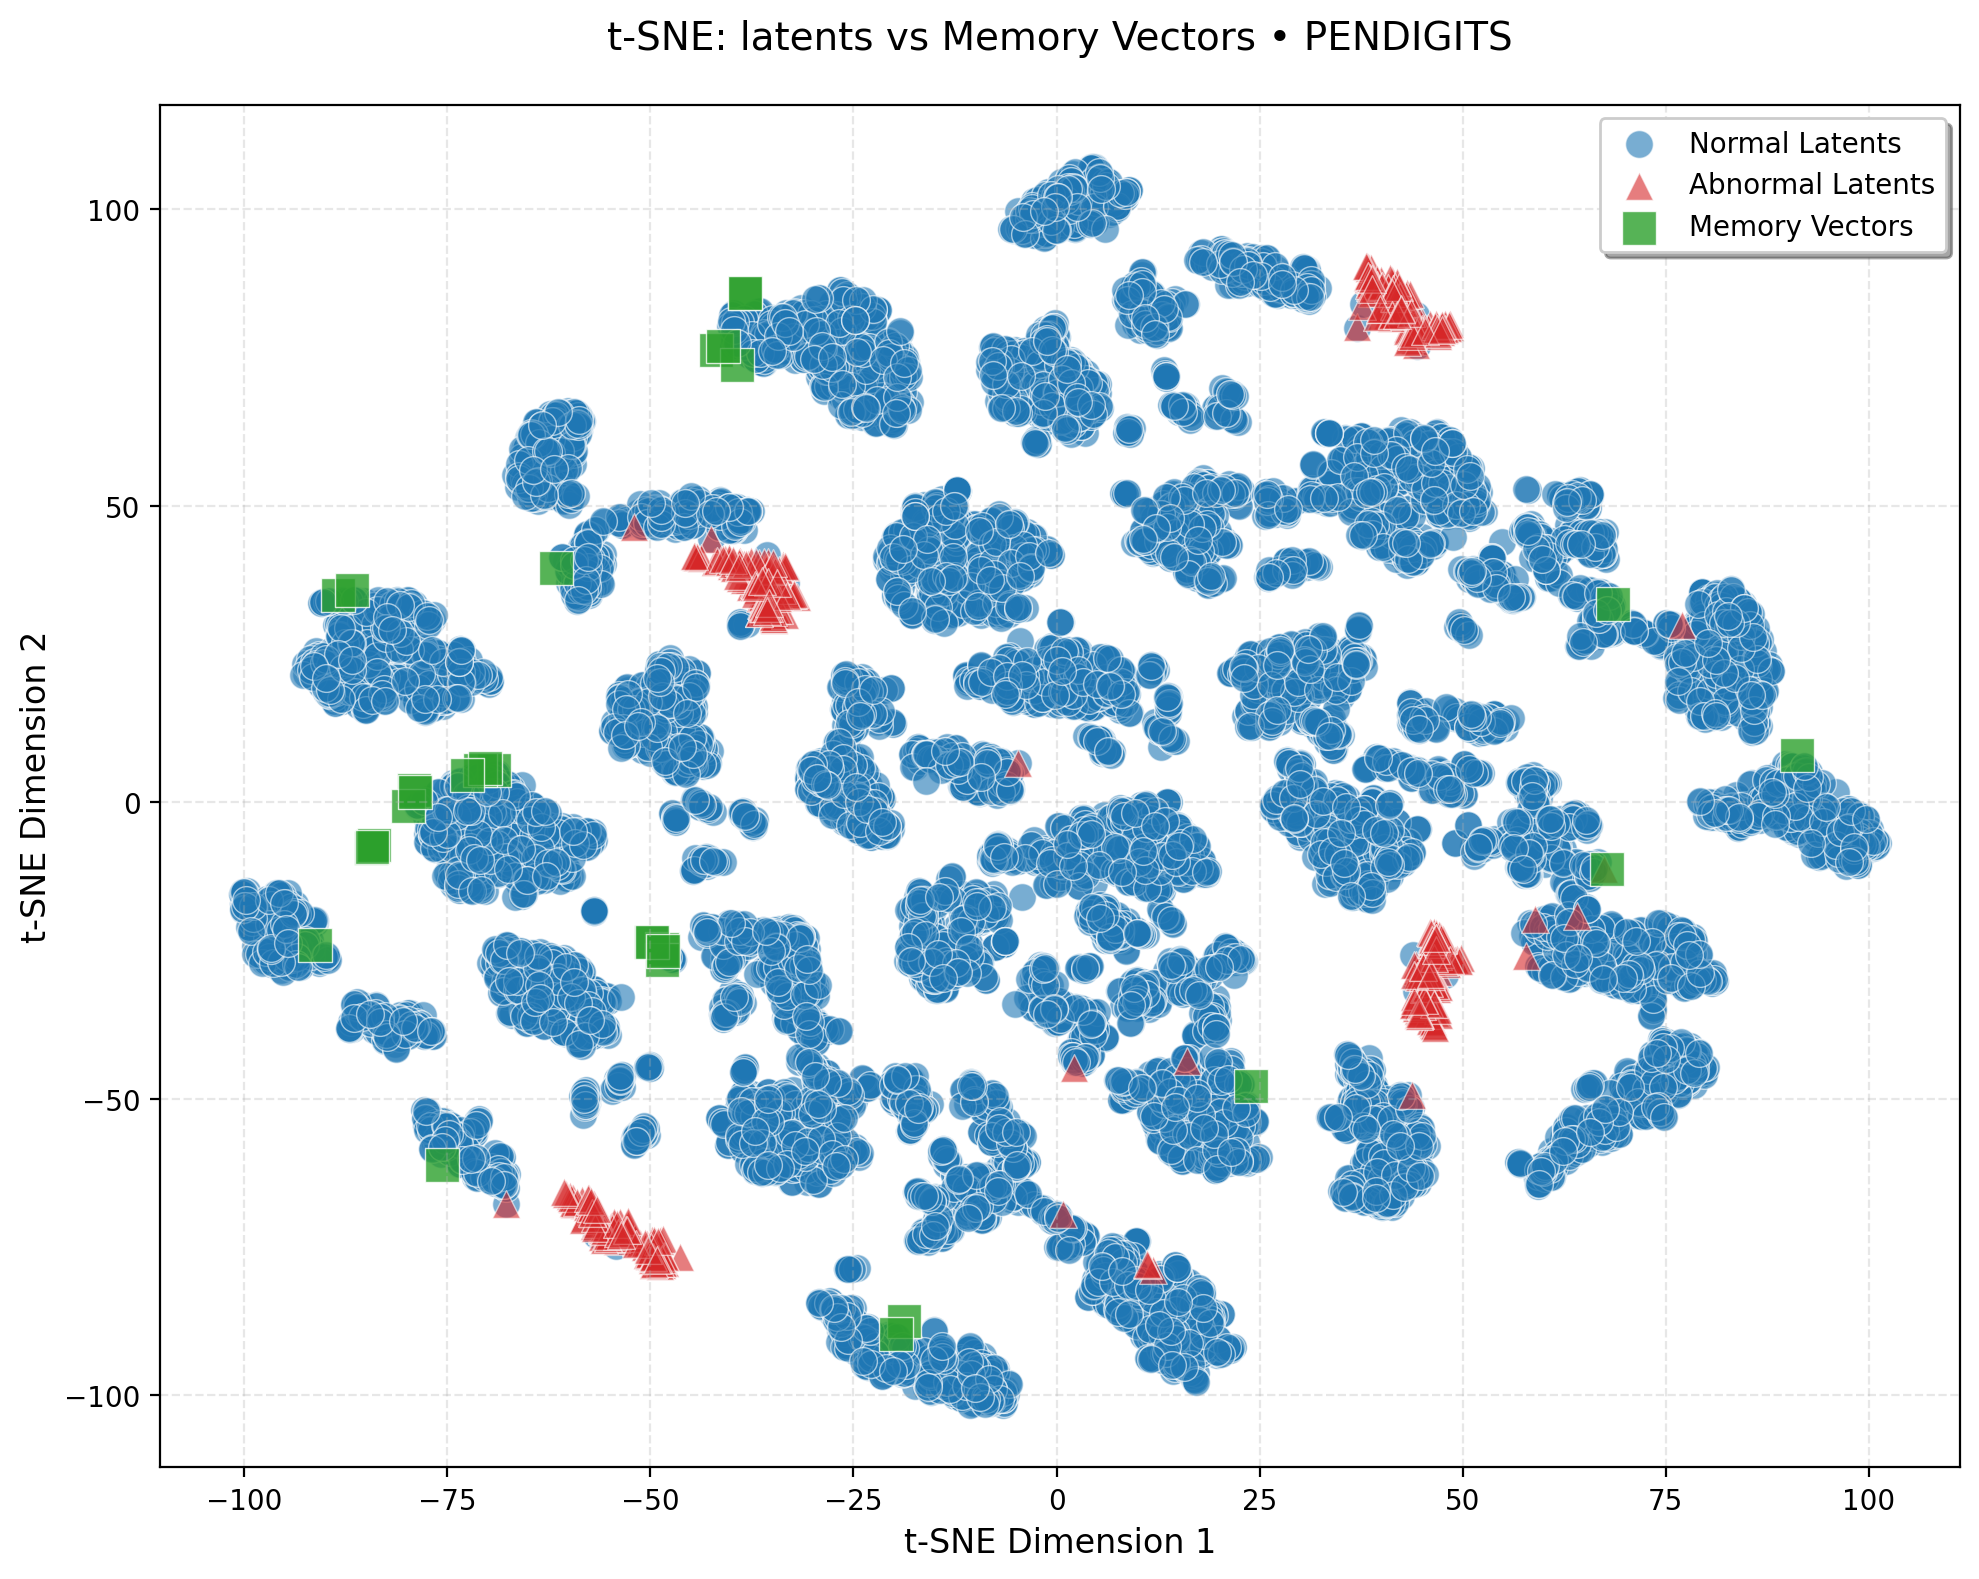 t-SNE: latents vs Memory Vectors • PENDIGITS
Normal Latents
Abnormal Latents
Memory Vectors
t-SNE Dimension 2
100
50
0
−50
−100
−100
−75
−50
−25
0
25
50
75
100
t-SNE Dimension 1